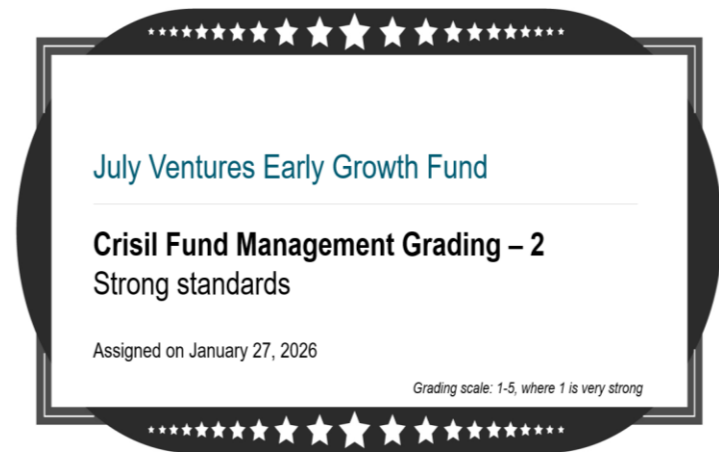 July Ventures Early Growth Fund
Crisil Fund Management Grading – 2
Strong standards
Assigned on January 27, 2026
Grading scale: 1-5, where 1 is very strong